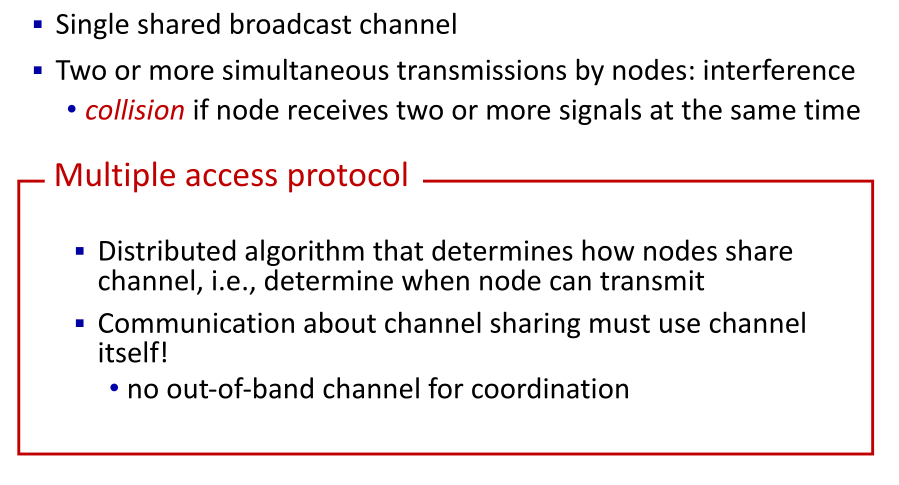 ▪ Single shared broadcast channel
▪ Two or more simultaneous transmissions by nodes: interference
• collision if node receives two or more signals at the same time
Multiple access protocol
▪ Distributed algorithm that determines how nodes share
channel, i.e., determine when node can transmit
▪ Communication about channel sharing must use channel
itself!
• no out-of-band channel for coordination